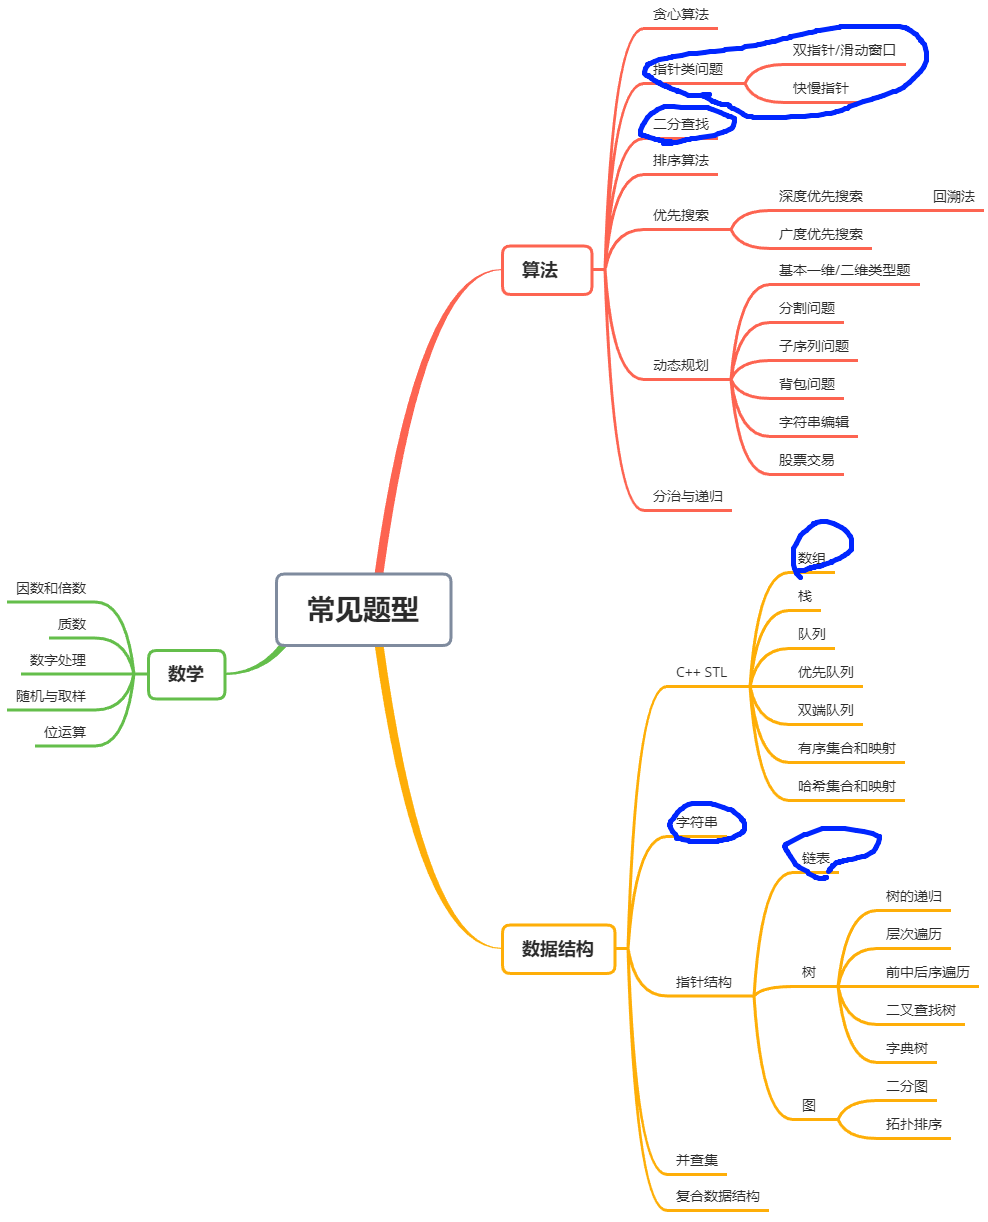 常见题型
算法
贪心算法
指针类问题
双指针/滑动窗口
快慢指针
二分查找
排序算法
优先搜索
深度优先搜索
回溯法
广度优先搜索
动态规划
基本一维/二维类型题
分割问题
子序列问题
背包问题
字符串编辑
股票交易
分治与递归
数据结构
C++ STL
数组
栈
队列
优先队列
双端队列
有序集合和映射
哈希集合和映射
字符串
指针结构
链表
树
树的递归
层次遍历
前中后序遍历
二叉查找树
字典树
图
二分图
拓扑排序
并查集
复合数据结构
数学
因数和倍数
质数
数字处理
随机与取样
位运算